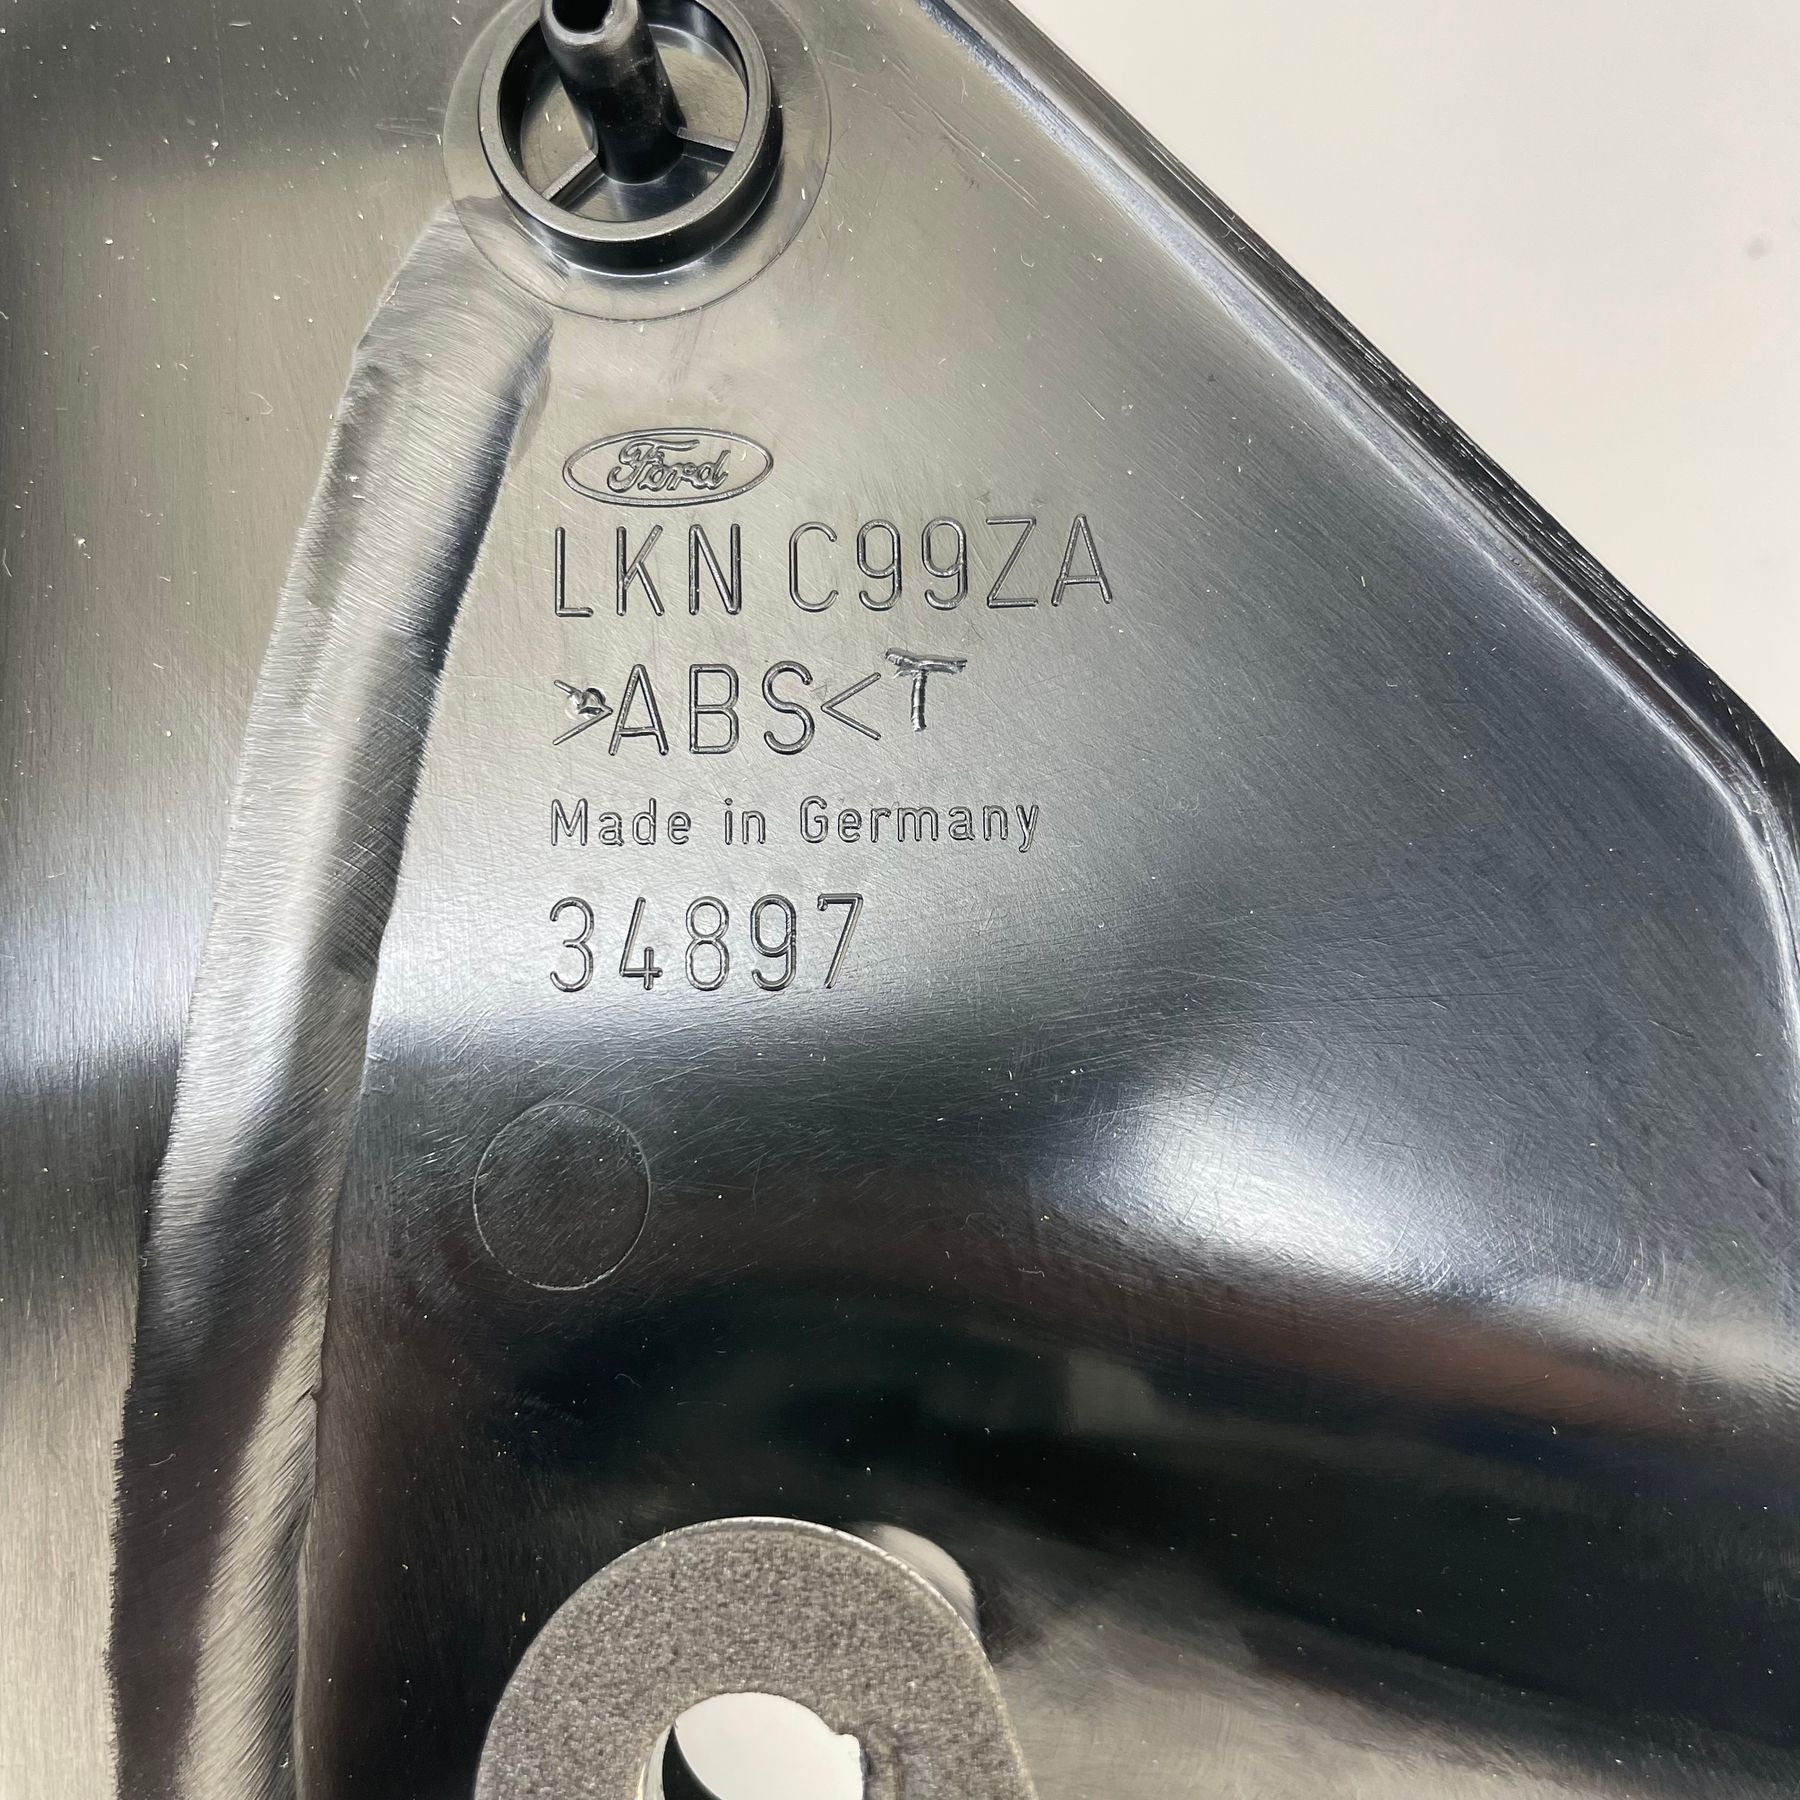 Ford
LKN C99ZA
>ABS<T
Made in Germany
34897